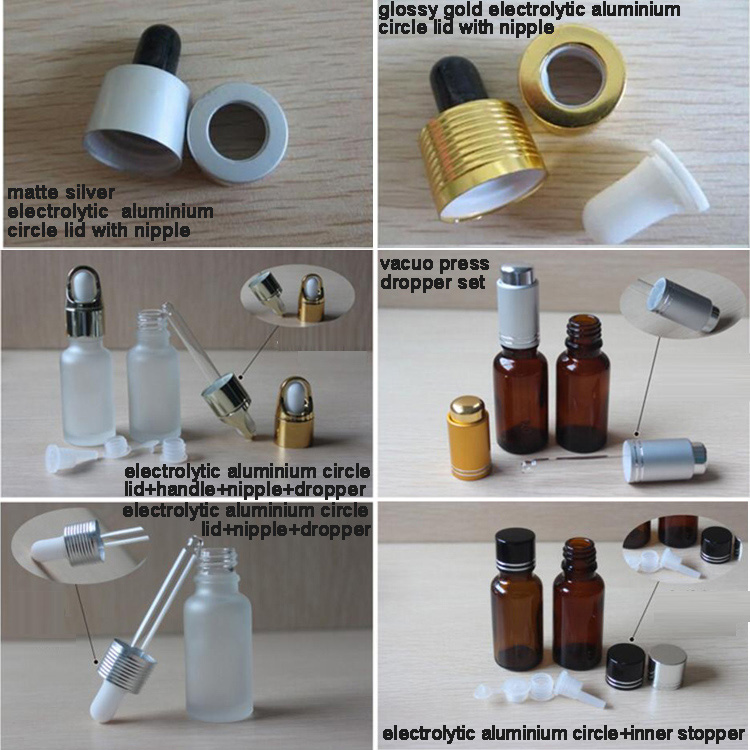 matte silver
electrolytic aluminium
circle lid with nipple
glossy gold electrolytic aluminium
circle lid with nipple
electrolytic aluminium circle
lid+handle+nipple+dropper
vacuo press
dropper set
electrolytic aluminium circle
lid+nipple+dropper
electrolytic aluminium circle+inner stopper